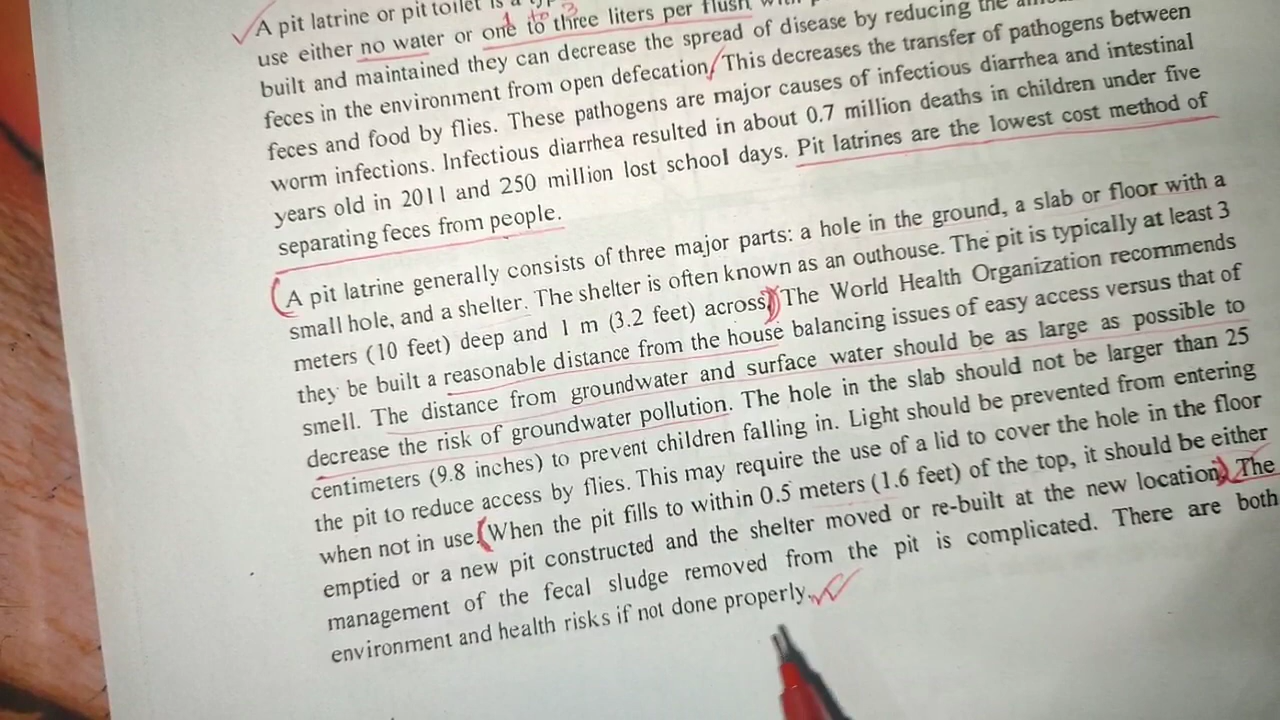 A pit latrine or pit toilet is a
1 to 3
use either no water or one to three liters per flush
built and maintained they can decrease the spread of disease by reducing the
feces in the environment from open defecation. This decreases the transfer of pathogens between
feces and food by flies. These pathogens are major causes of infectious diarrhea and intestinal
worm infections. Infectious diarrhea resulted in about 0.7 million deaths in children under five
years old in 2011 and 250 million lost school days. Pit latrines are the lowest cost method of
separating feces from people.
A pit latrine generally consists of three major parts: a hole in the ground, a slab or floor with a
small hole, and a shelter. The shelter is often known as an outhouse. The pit is typically at least 3
meters (10 feet) deep and 1 m (3.2 feet) across. The World Health Organization recommends
they be built a reasonable distance from the house balancing issues of easy access versus that of
smell. The distance from groundwater and surface water should be as large as possible to
decrease the risk of groundwater pollution. The hole in the slab should not be larger than 25
centimeters (9.8 inches) to prevent children falling in. Light should be prevented from entering
the pit to reduce access by flies. This may require the use of a lid to cover the hole in the floor
when not in use. When the pit fills to within 0.5 meters (1.6 feet) of the top, it should be either
emptied or a new pit constructed and the shelter moved or re-built at the new location. The
management of the fecal sludge removed from the pit is complicated. There are both
environment and health risks if not done properly.